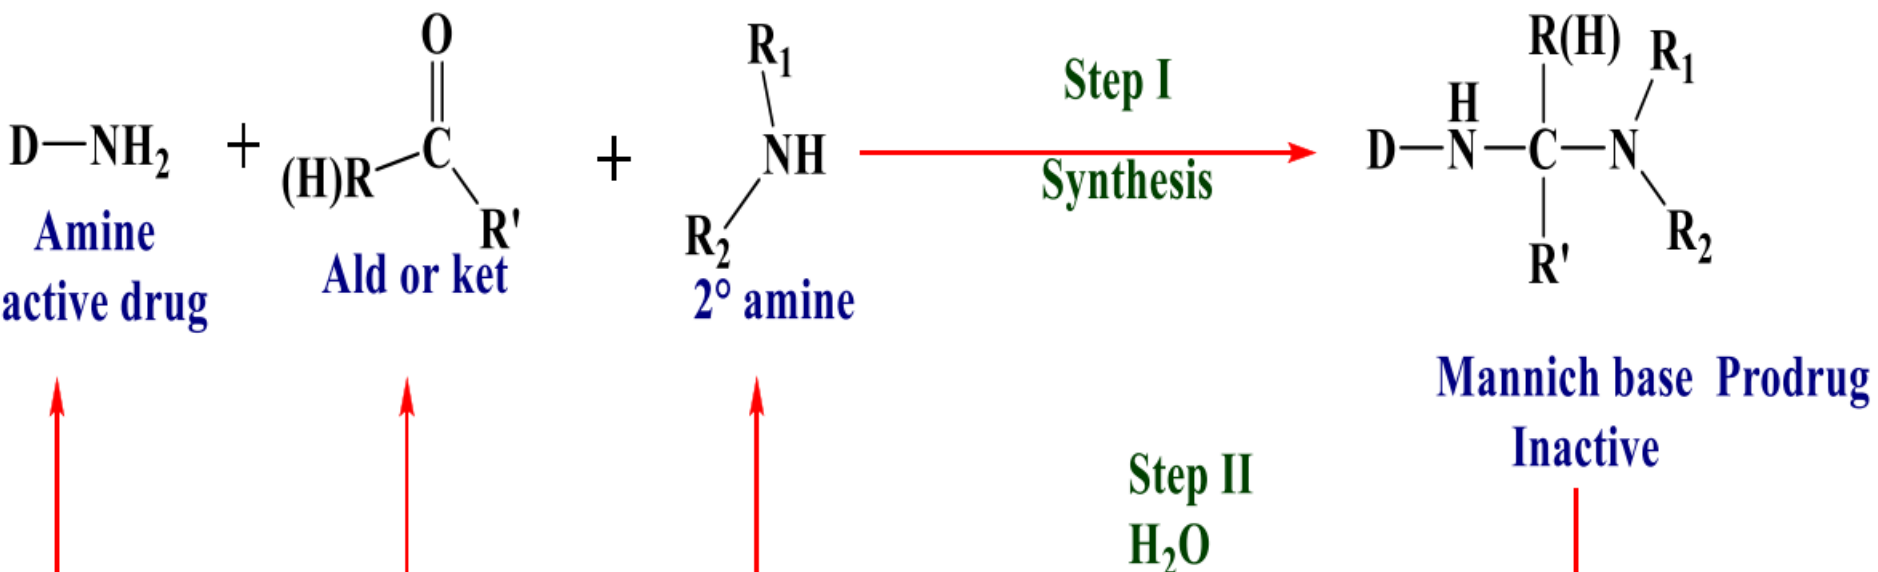 O
R₁
R(H)
R₁
Step I
H
D—NH₂ + (H)R C R' + NH R₂
D—N—C—N
Synthesis
R₂
R'
Amine
active drug
Ald or ket
2° amine
Mannich base Prodrug
Inactive
Step II
H₂O